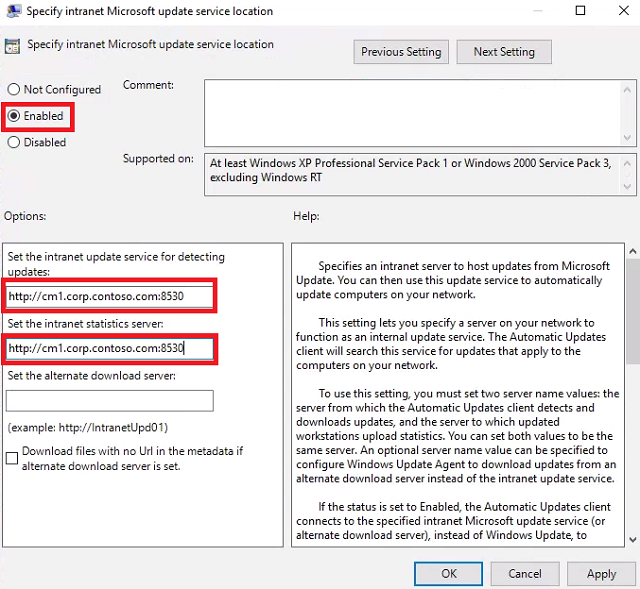 Specify intranet Microsoft update service location
Specify intranet Microsoft update service location
Previous Setting
Next Setting
Not Configured
Enabled
Disabled
Comment:
Supported on:
At least Windows XP Professional Service Pack 1 or Windows 2000 Service Pack 3,
excluding Windows RT
Options:
Help:
Set the intranet update service for detecting
updates:
http://cm1.corp.contoso.com:8530
Set the intranet statistics server:
http://cm1.corp.contoso.com:8530
Set the alternate download server:
(example: http://IntranetUpd01)
Download files with no Url in the metadata if
alternate download server is set.
Specifies an intranet server to host updates from Microsoft
Update. You can then use this update service to automatically
update computers on your network.
This setting lets you specify a server on your network to
function as an internal update service. The Automatic Updates
client will search this service for updates that apply to the
computers on your network.
To use this setting, you must set two server name values: the
server from which the Automatic Updates client detects and
downloads updates, and the server to which updated
workstations upload statistics. You can set both values to be the
same server. An optional server name value can be specified to
configure Windows Update Agent to download updates from an
alternate download server instead of the intranet update service.
If the status is set to Enabled, the Automatic Updates client
connects to the specified intranet Microsoft update service (or
alternate download server), instead of Windows Update, to
OK
Cancel
Apply